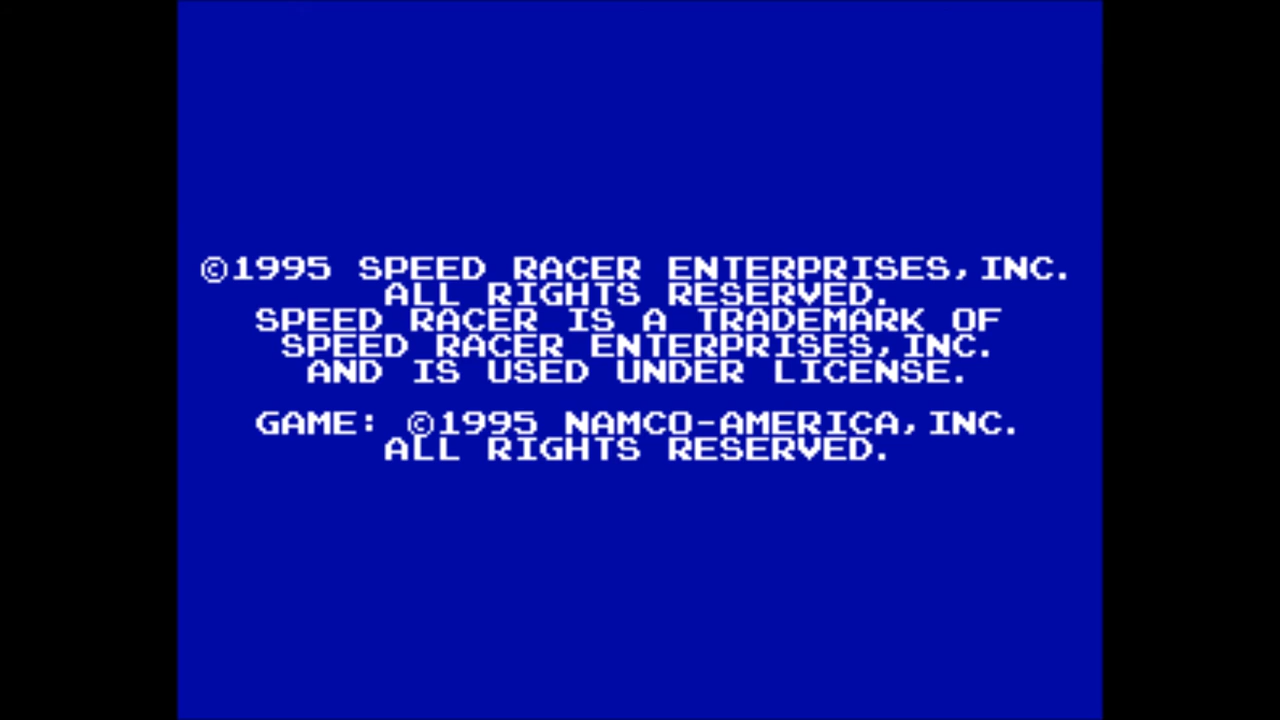 ©1995 SPEED RACER ENTERPRISES,INC.
ALL RIGHTS RESERVED.
SPEED RACER IS A TRADEMARK OF
SPEED RACER ENTERPRISES,INC.
AND IS USED UNDER LICENSE.
GAME: ©1995 NAMCO-AMERICA,INC.
ALL RIGHTS RESERVED.